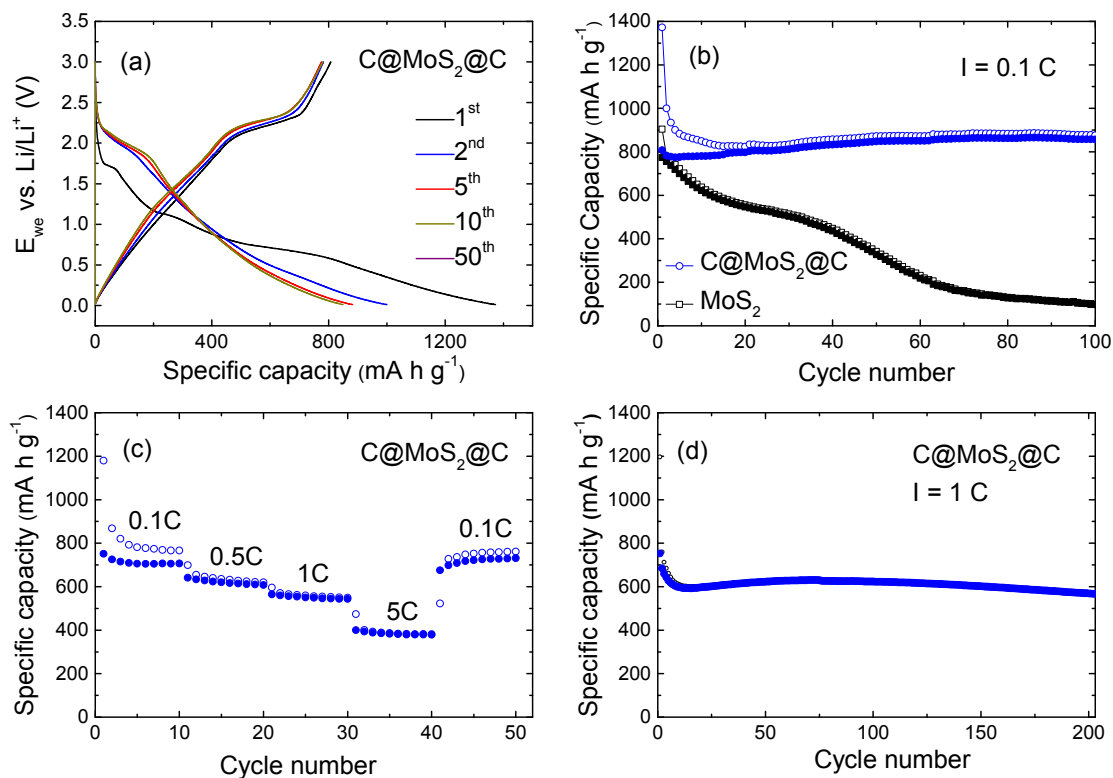 (a)
C@MoS₂@C
1ˢᵗ
2ⁿᵈ
5ᵗʰ
10ᵗʰ
50ᵗʰ
3.5
3.0
2.5
2.0
1.5
1.0
0.5
0.0
E_we vs. Li/Li⁺ (V)
0 400 800 1200
Specific capacity (mA h g⁻¹)
(b)
I = 0.1 C
C@MoS₂@C
MoS₂
1400
1200
1000
800
600
400
200
0
Specific Capacity (mA h g⁻¹)
0 20 40 60 80 100
Cycle number
(c)
C@MoS₂@C
0.1C
0.5C
1C
5C
0.1C
1400
1200
1000
800
600
400
200
0
Specific capacity (mA h g⁻¹)
0 10 20 30 40 50
Cycle number
(d)
C@MoS₂@C
I = 1 C
1400
1200
1000
800
600
400
200
0
Specific capacity (mA h g⁻¹)
0 50 100 150 200
Cycle number